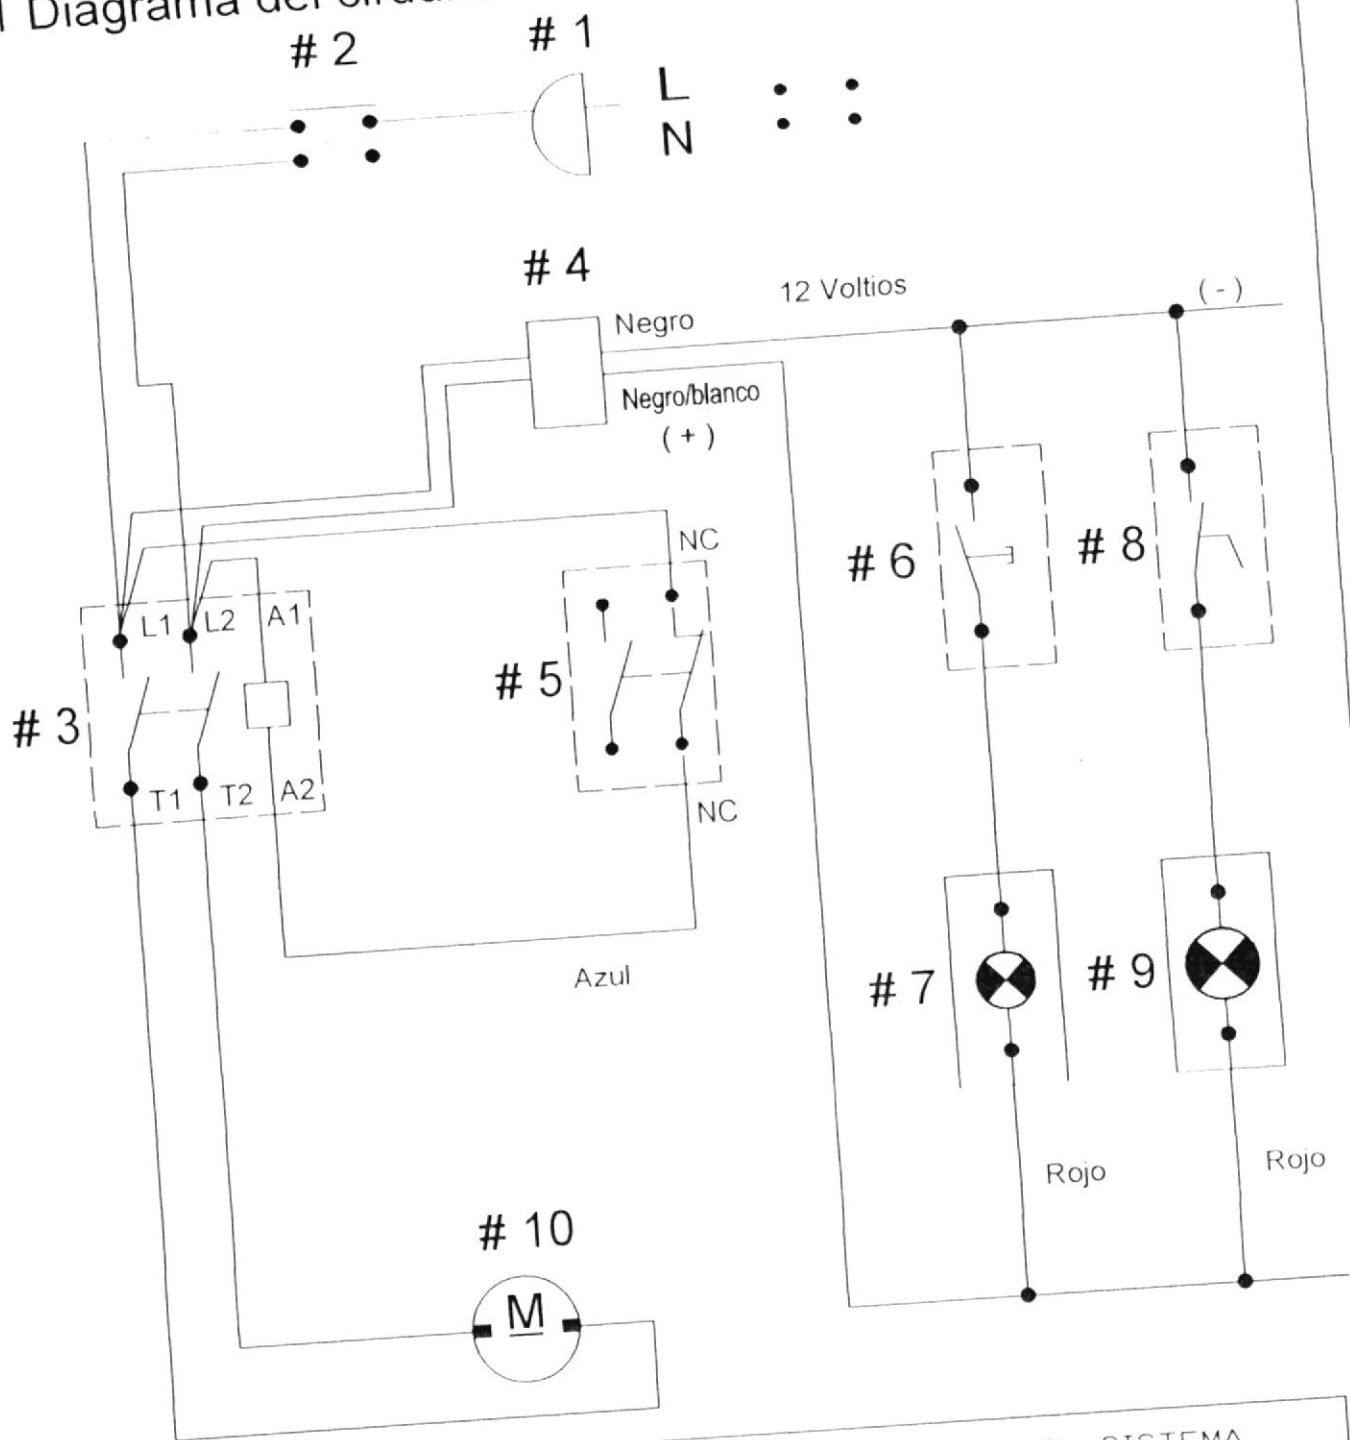 Diagrama del
# 2
# 1
L
N
# 4
Negro
12 Voltios
( - )
Negro/blanco
( + )
NC
# 6
# 8
L1
L2
A1
# 5
# 3
T1
T2
A2
NC
# 7
# 9
Azul
Rojo
Rojo
# 10
M
SISTEMA